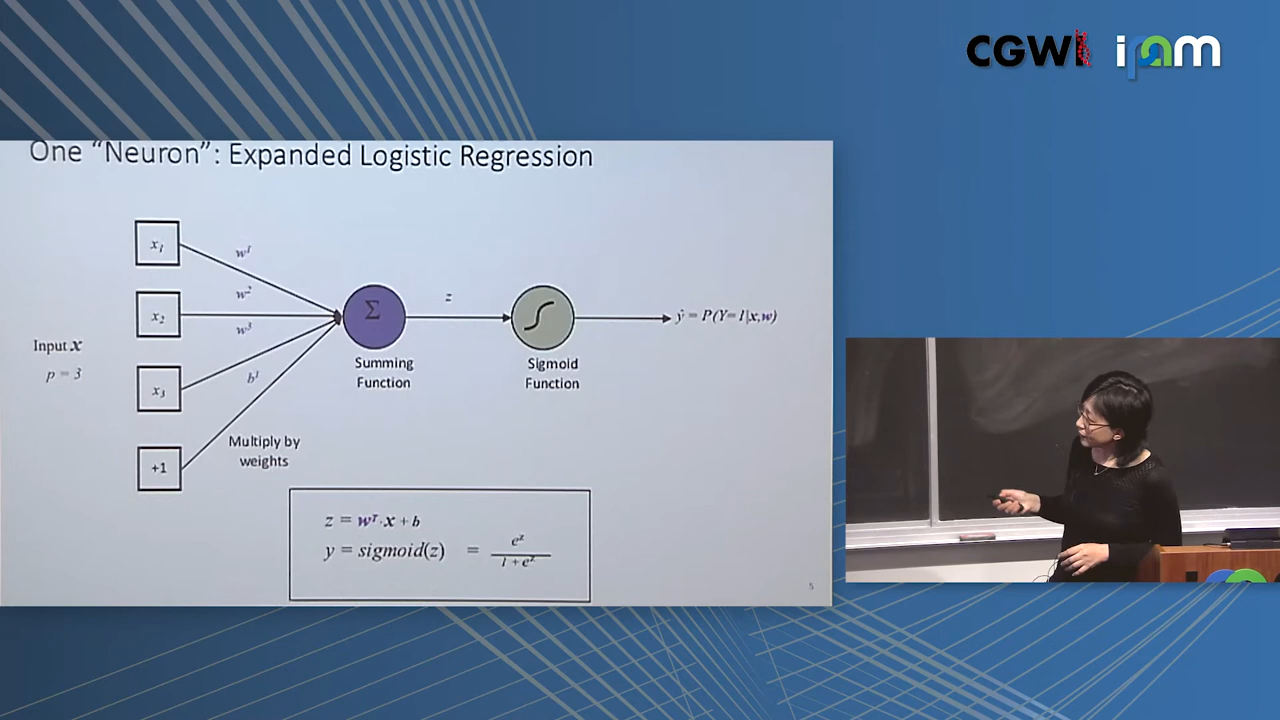 CGWI ipam
One “Neuron”: Expanded Logistic Regression
x₁
w¹
x₂
w²
Σ
z
ŷ = P(Y=1|x,w)
w³
Input x
p = 3
x₃
b¹
Summing
Function
Sigmoid
Function
+1
Multiply by
weights
z = wᵀ·x + b
y = sigmoid(z) = eᶻ / 1 + eᶻ
5